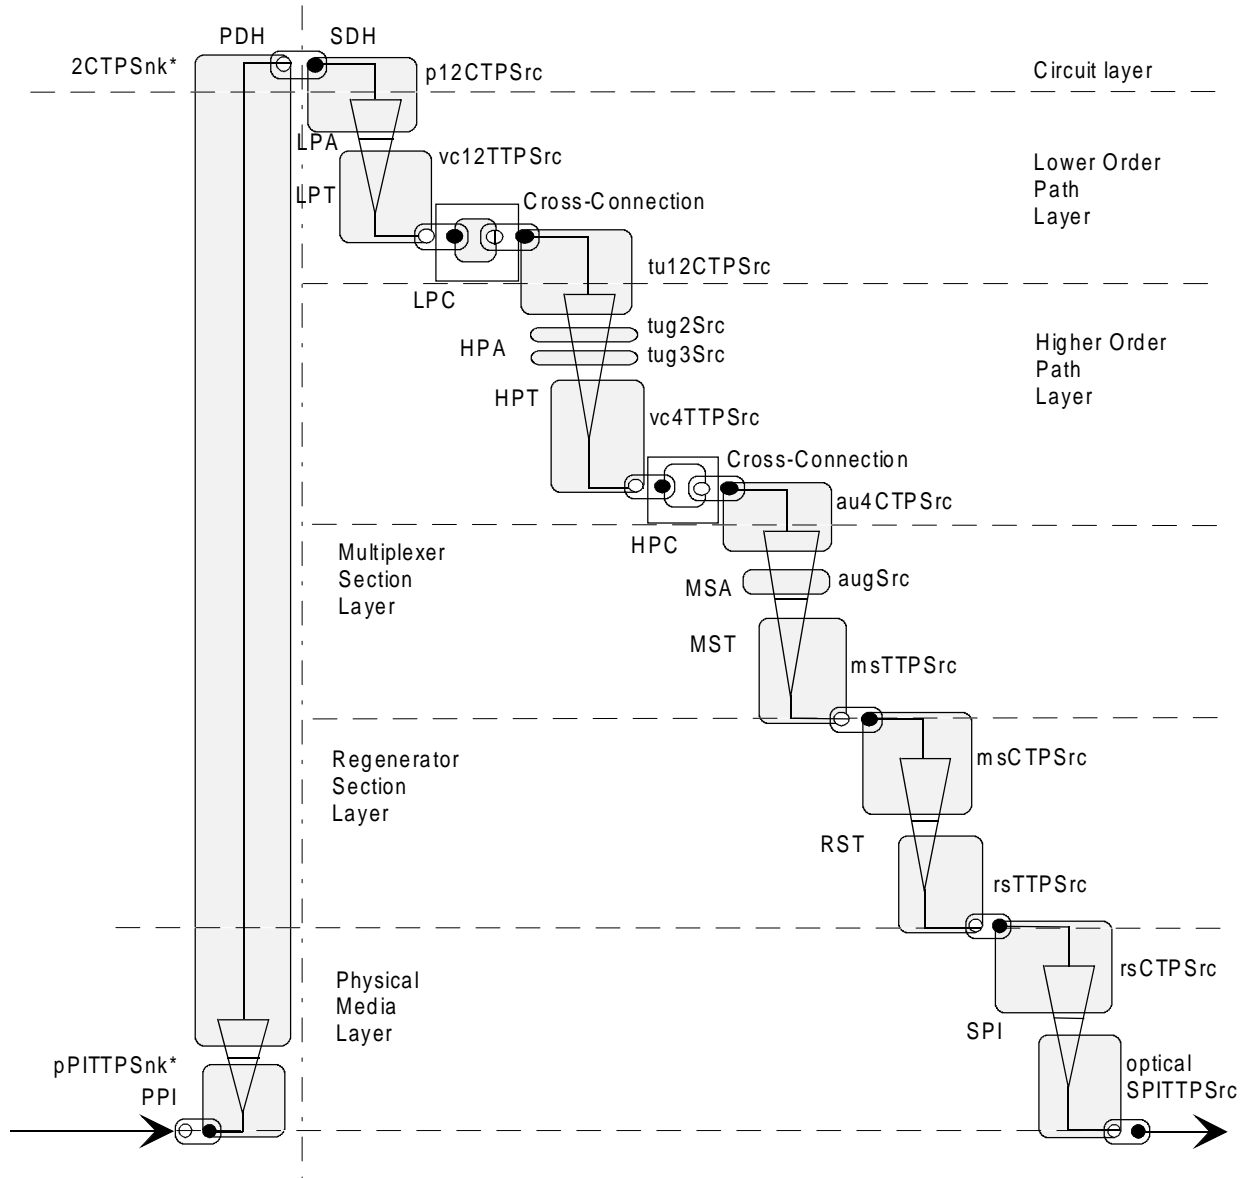 PDH
SDH
2CTPSnk*
p12CTPSrc
Circuit layer
LPA
vc12TTPSrc
Lower Order
Path
Layer
LPT
Cross-Connection
tu12CTPSrc
LPC
tug2Src
HPA
tug3Src
Higher Order
Path
Layer
HPT
vc4TTPSrc
Cross-Connection
au4CTPSrc
HPC
Multiplexer
Section
Layer
MSA
augSrc
MST
msTTPSrc
Regenerator
Section
Layer
msCTPSrc
RST
rsTTPSrc
Physical
Media
Layer
rsCTPSrc
SPI
pPITTPSnk*
PPI
optical
SPITTPSrc